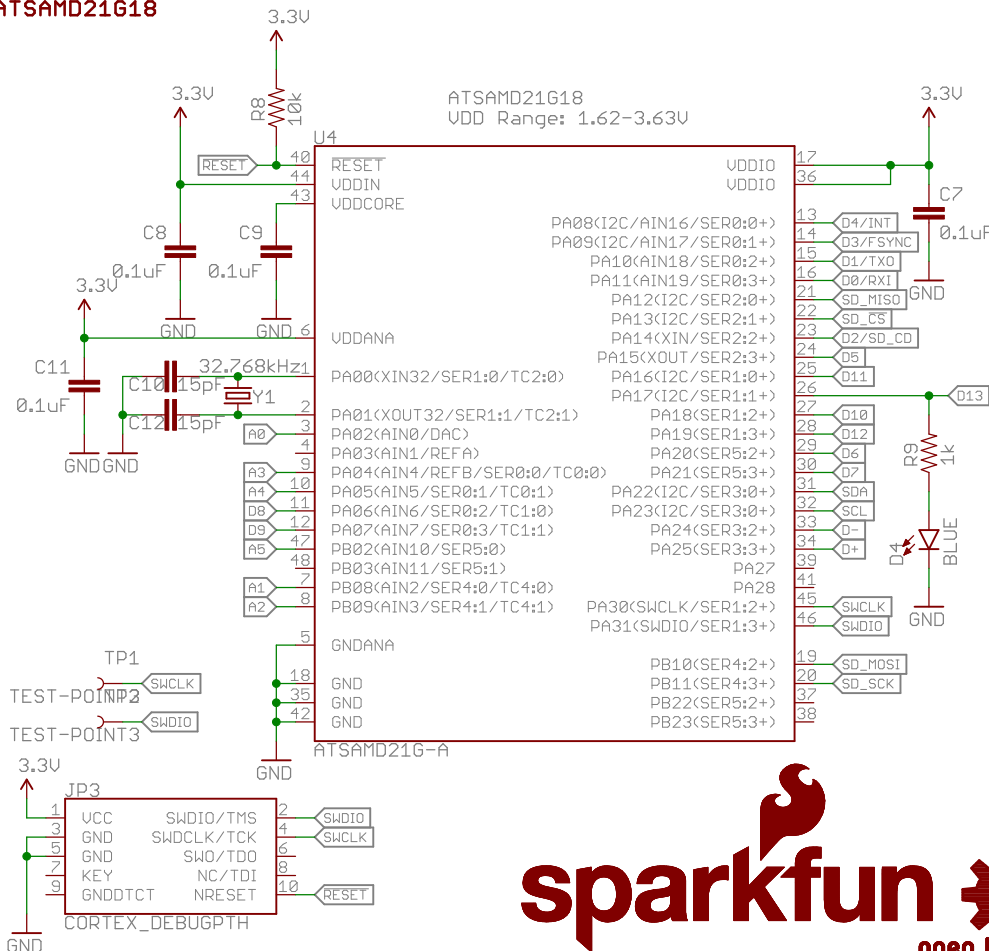 ATSAMD21G18
3.3V
3.3V
R8
10k
ATSAMD21G18
VDD Range: 1.62-3.63V
3.3V
U4
RESET
40 RESET
44 VDDIN
43 VDDCORE
VDDIO 17
VDDIO 36
C7
0.1uF
GND
C8
0.1uF
GND
C9
0.1uF
GND
3.3V
6 VDDANA
C11
0.1uF
GND
GND
C10 15pF
C12 15pF
32.768kHz
Y1
1 PA00(XIN32/SER1:0/TC2:0)
2 PA01(XOUT32/SER1:1/TC2:1)
A0 3 PA02(AIN0/DAC)
4 PA03(AIN1/REFA)
A3 9 PA04(AIN4/REFB/SER0:0/TC0:0)
A4 10 PA05(AIN5/SER0:1/TC0:1)
D8 11 PA06(AIN6/SER0:2/TC1:0)
D9 12 PA07(AIN7/SER0:3/TC1:1)
A5 47 PB02(AIN10/SER5:0)
48 PB03(AIN11/SER5:1)
A1 7 PB08(AIN2/SER4:0/TC4:0)
A2 8 PB09(AIN3/SER4:1/TC4:1)
5 GNDANA
18 GND
35 GND
42 GND
GND
ATSAMD21G-A
PA08(I2C/AIN16/SER0:0+) 13 D4/INT
PA09(I2C/AIN17/SER0:1+) 14 D3/FSYNC
PA10(AIN18/SER0:2+) 15 D1/TXO
PA11(AIN19/SER0:3+) 16 D0/RXI
PA12(I2C/SER2:0+) 21 SD_MISO
PA13(I2C/SER2:1+) 22 SD_CS
PA14(XIN/SER2:2+) 23 D2/SD_CD
PA15(XOUT/SER2:3+) 24 D5
PA16(I2C/SER1:0+) 25 D11
PA17(I2C/SER1:1+) 26 D13
PA18(SER1:2+) 27 D10
PA19(SER1:3+) 28 D12
PA20(SER5:2+) 29 D6
PA21(SER5:3+) 30 D7
PA22(I2C/SER3:0+) 31 SDA
PA23(I2C/SER3:0+) 32 SCL
PA24(SER3:2+) 33 D-
PA25(SER3:3+) 34 D+
PA27 39
PA28 41
PA30(SWCLK/SER1:2+) 45 SWCLK
PA31(SWDIO/SER1:3+) 46 SWDIO
PB10(SER4:2+) 19 SD_MOSI
PB11(SER4:3+) 20 SD_SCK
PB22(SER5:2+) 37
PB23(SER5:3+) 38
R9
1k
D4
BLUE
GND
TP1
SWCLK
TEST-POINT3
TP2
SWDIO
TEST-POINT3
3.3V
JP3
1 VCC SWDIO/TMS 2 SWDIO
3 GND SWDCLK/TCK 4 SWCLK
5 GND SWO/TDO 6
7 KEY NC/TDI 8
9 GNDDTCT NRESET 10 RESET
CORTEX_DEBUGPTH
GND
sparkfun
open